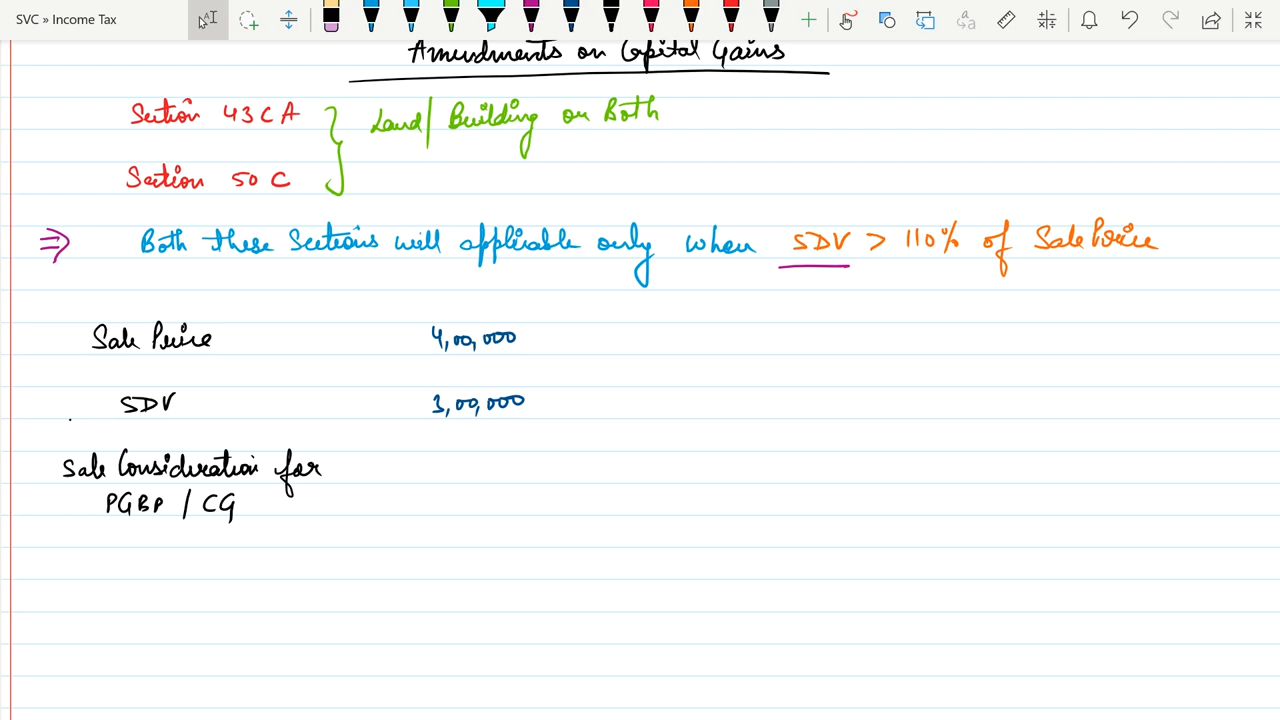 SVC » Income Tax
Amendments on Capital Gains
Section 43CA
Land/Building or Both
Section 50C
⇒ Both these Sections will applicable only when SDV > 110% of Sale Price
Sale Price 4,00,000
SDV 3,00,000
Sale Consideration for
PGBP / CG